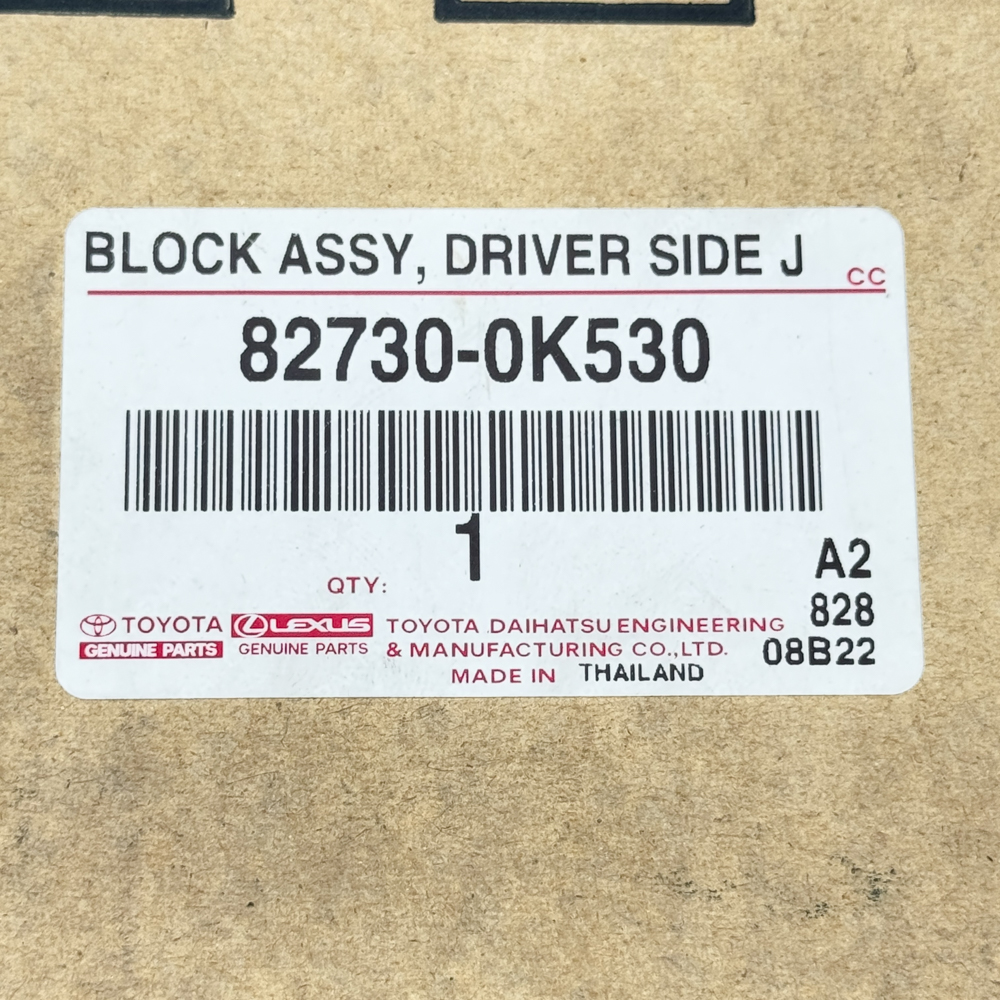 BLOCK ASSY, DRIVER SIDE J
CC
82730-0K530
1
QTY:
A2
828
08B22
TOYOTA
GENUINE PARTS
LEXUS
GENUINE PARTS
TOYOTA DAIHATSU ENGINEERING
& MANUFACTURING CO.,LTD.
MADE IN THAILAND